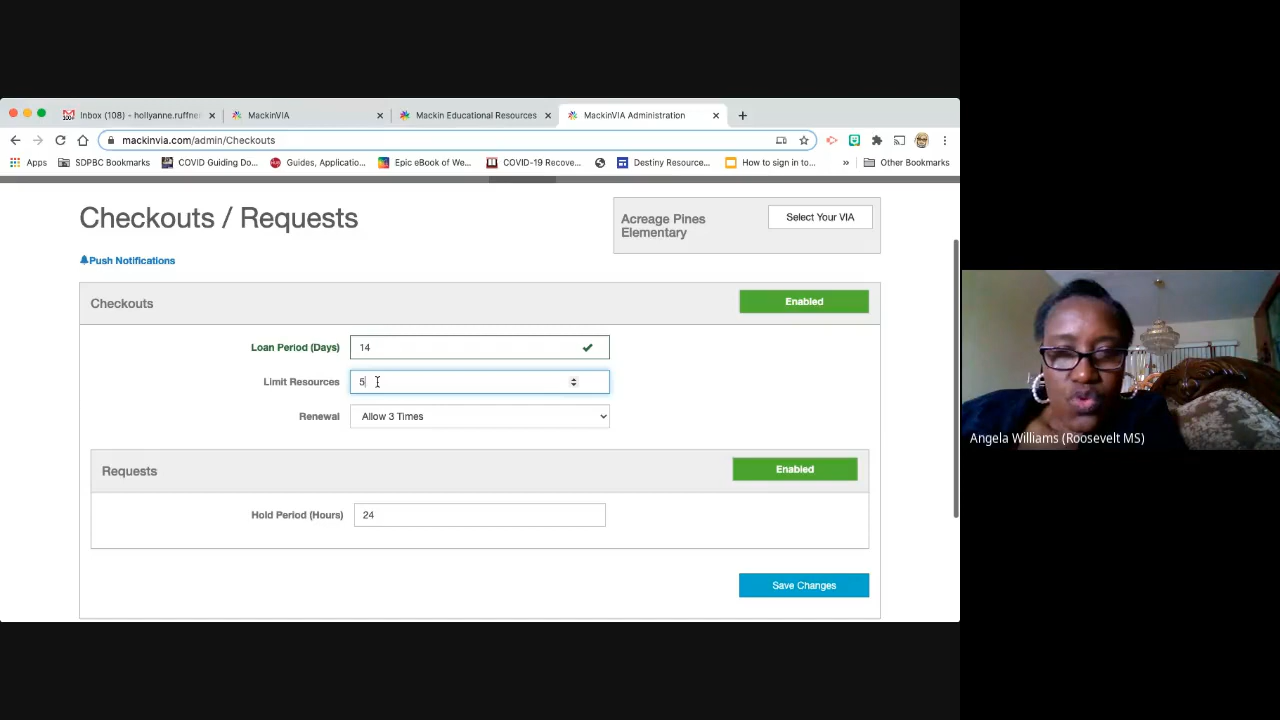 Inbox (108) - hollyanne.ruffne
MackinVIA
Mackin Educational Resources
MackinVIA Administration
mackinvia.com/admin/Checkouts
Apps
SDPBC Bookmarks
COVID Guiding Do...
Guides, Applicatio...
Epic eBook of We...
COVID-19 Recove...
Destiny Resource...
How to sign in to...
Other Bookmarks
Checkouts / Requests
Acreage Pines
Elementary
Select Your VIA
Push Notifications
Checkouts
Enabled
Loan Period (Days) 14
Limit Resources 5
Renewal Allow 3 Times
Requests
Enabled
Hold Period (Hours) 24
Save Changes
Angela Williams (Roosevelt MS)